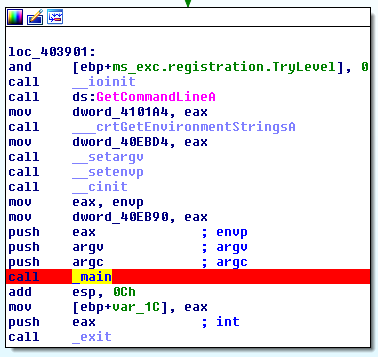 loc_403901:
and     [ebp+ms_exc.registration.TryLevel], 0
call    __ioinit
call    ds:GetCommandLineA
mov     dword_4101A4, eax
call    ___crtGetEnvironmentStringsA
mov     dword_40EBD4, eax
call    __setargv
call    __setenvp
call    __cinit
mov     eax, envp
mov     dword_40EB90, eax
push    eax             ; envp
push    argv            ; argv
push    argc            ; argc
call    _main
add     esp, 0Ch
mov     [ebp+var_1C], eax
push    eax             ; int
call    _exit